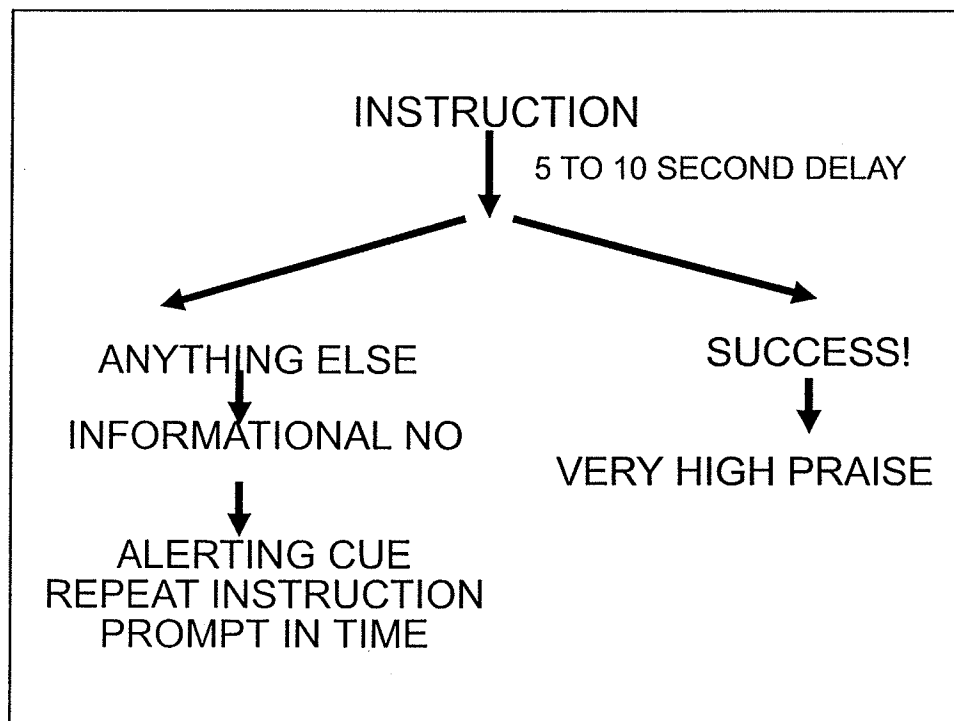 INSTRUCTION
5 TO 10 SECOND DELAY
ANYTHING ELSE
INFORMATIONAL NO
ALERTING CUE
REPEAT INSTRUCTION
PROMPT IN TIME
SUCCESS!
VERY HIGH PRAISE